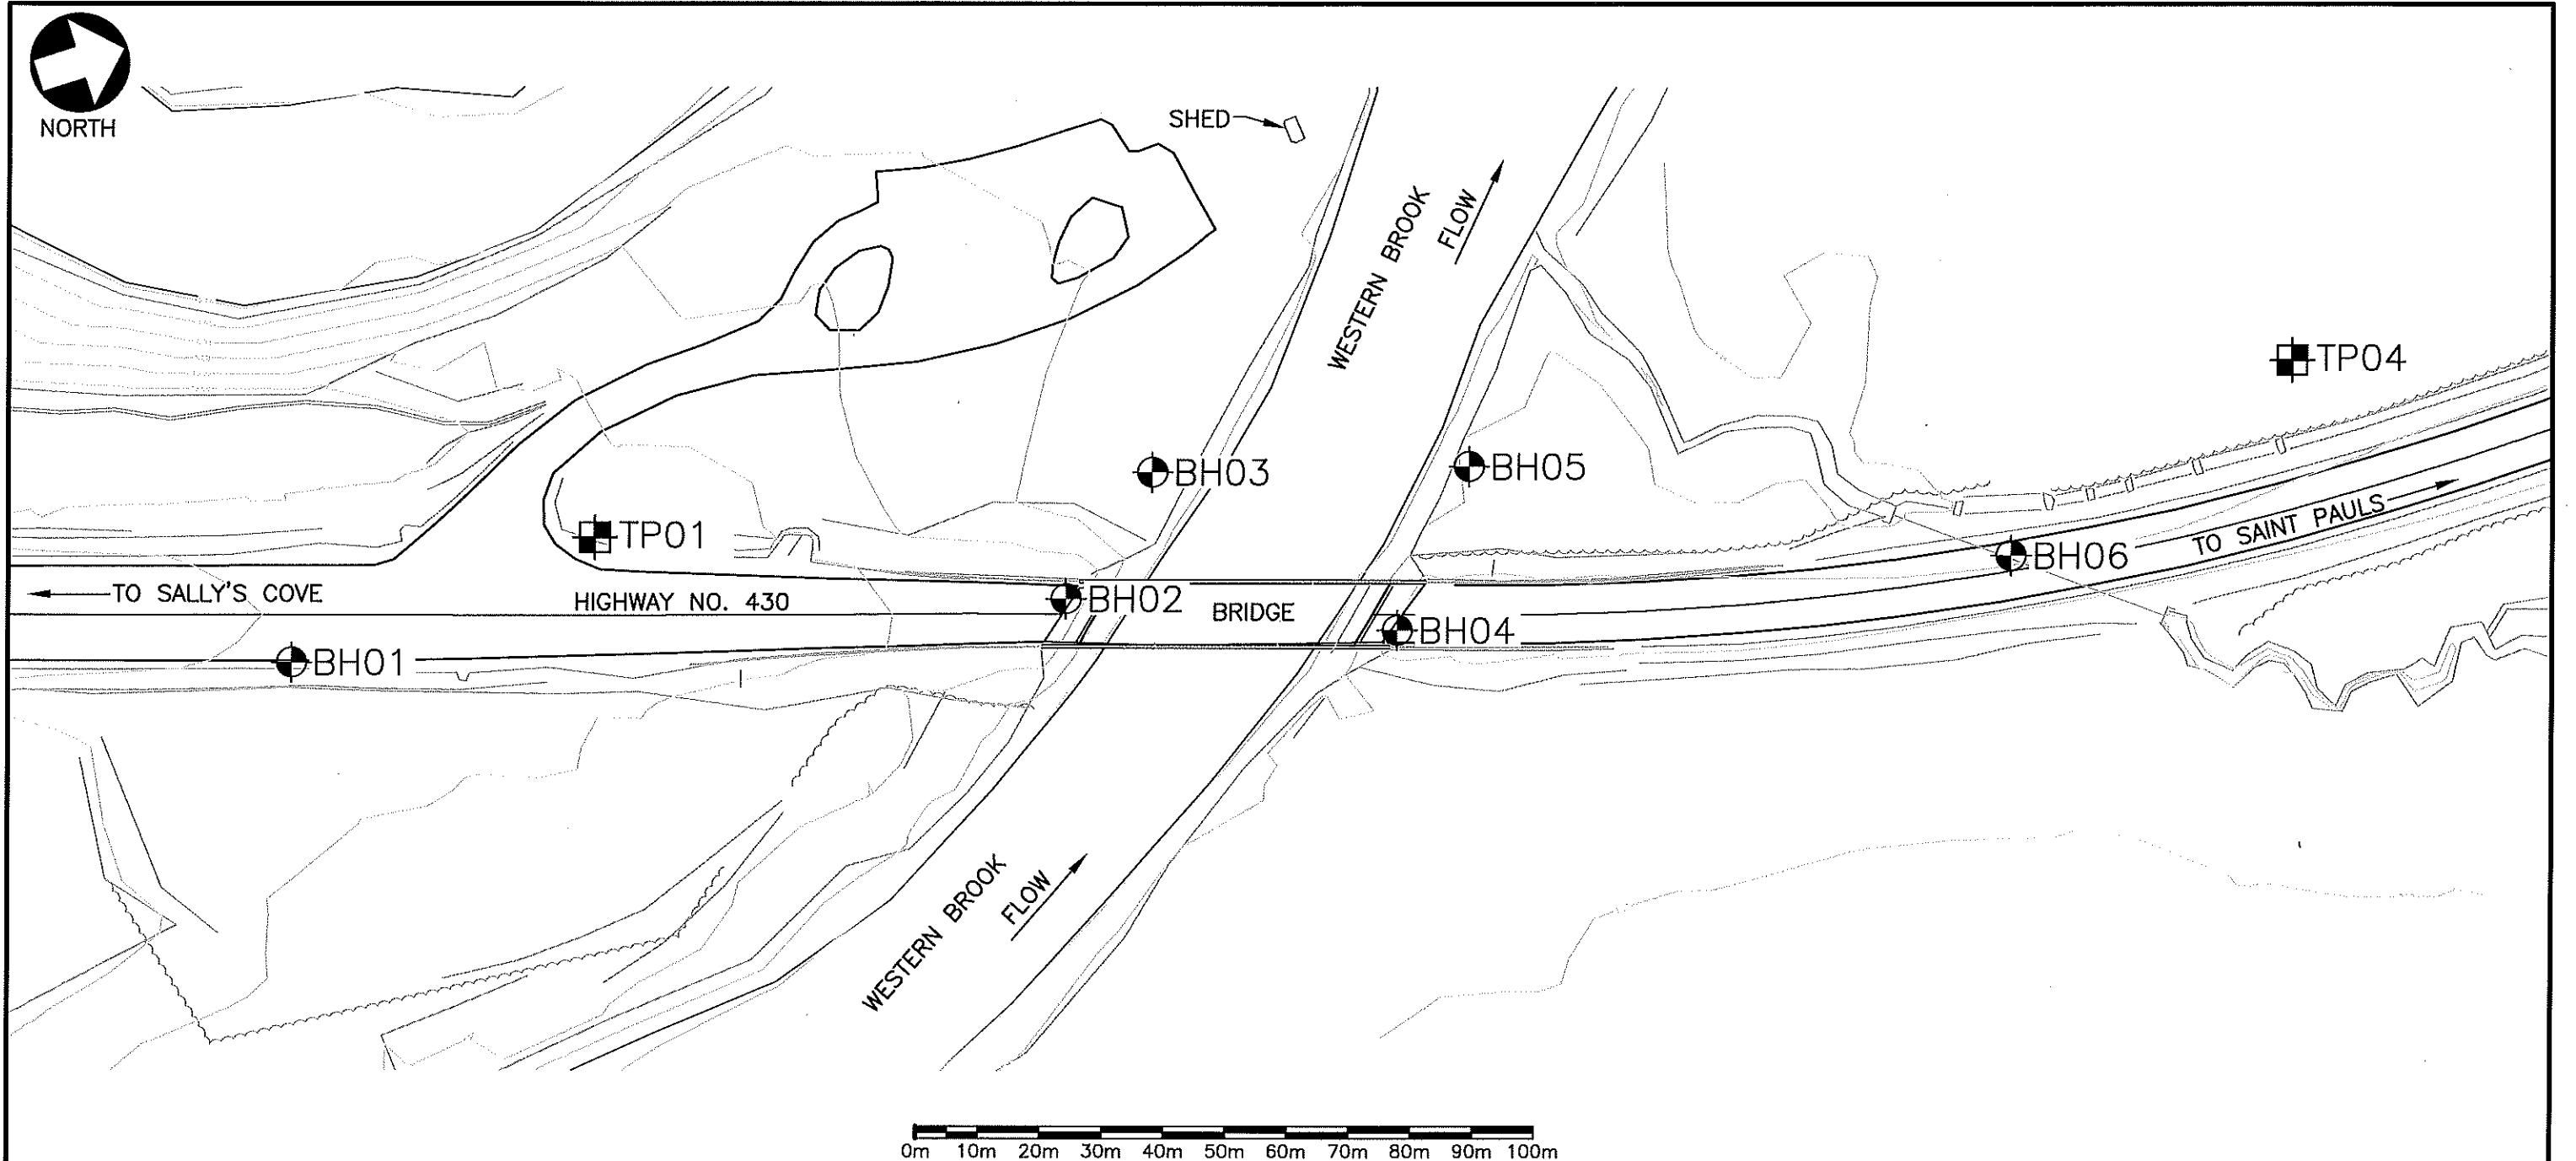 NORTH
SHED
WESTERN BROOK
FLOW
TP04
BH03
BH05
TP01
TO SAINT PAULS
BH06
TO SALLY'S COVE
HIGHWAY NO. 430
BH02
BRIDGE
BH04
BH01
WESTERN BROOK
FLOW
0m 10m 20m 30m 40m 50m 60m 70m 80m 90m 100m